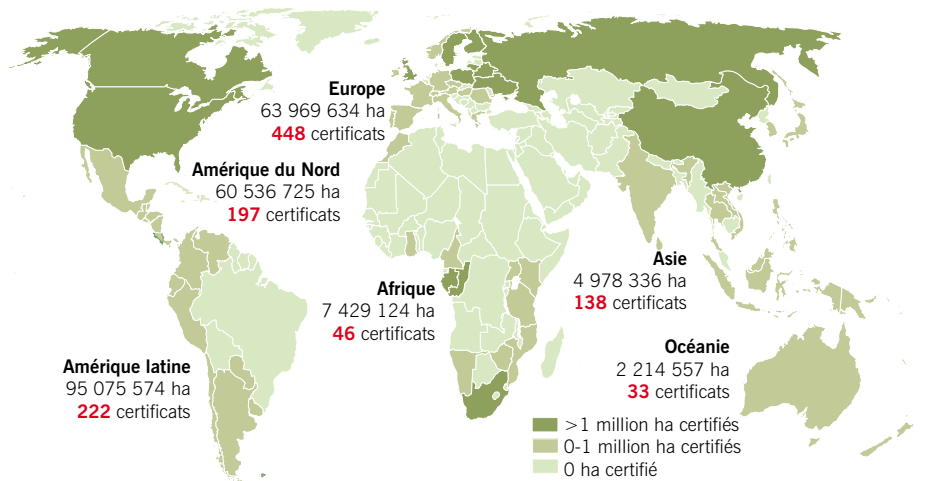 Europe
63 969 634 ha
448 certificats
Amérique du Nord
60 536 725 ha
197 certificats
Asie
4 978 336 ha
138 certificats
Afrique
7 429 124 ha
46 certificats
Océanie
2 214 557 ha
33 certificats
Amérique latine
95 075 574 ha
222 certificats
>1 million ha certifiés
0-1 million ha certifiés
0 ha certifié